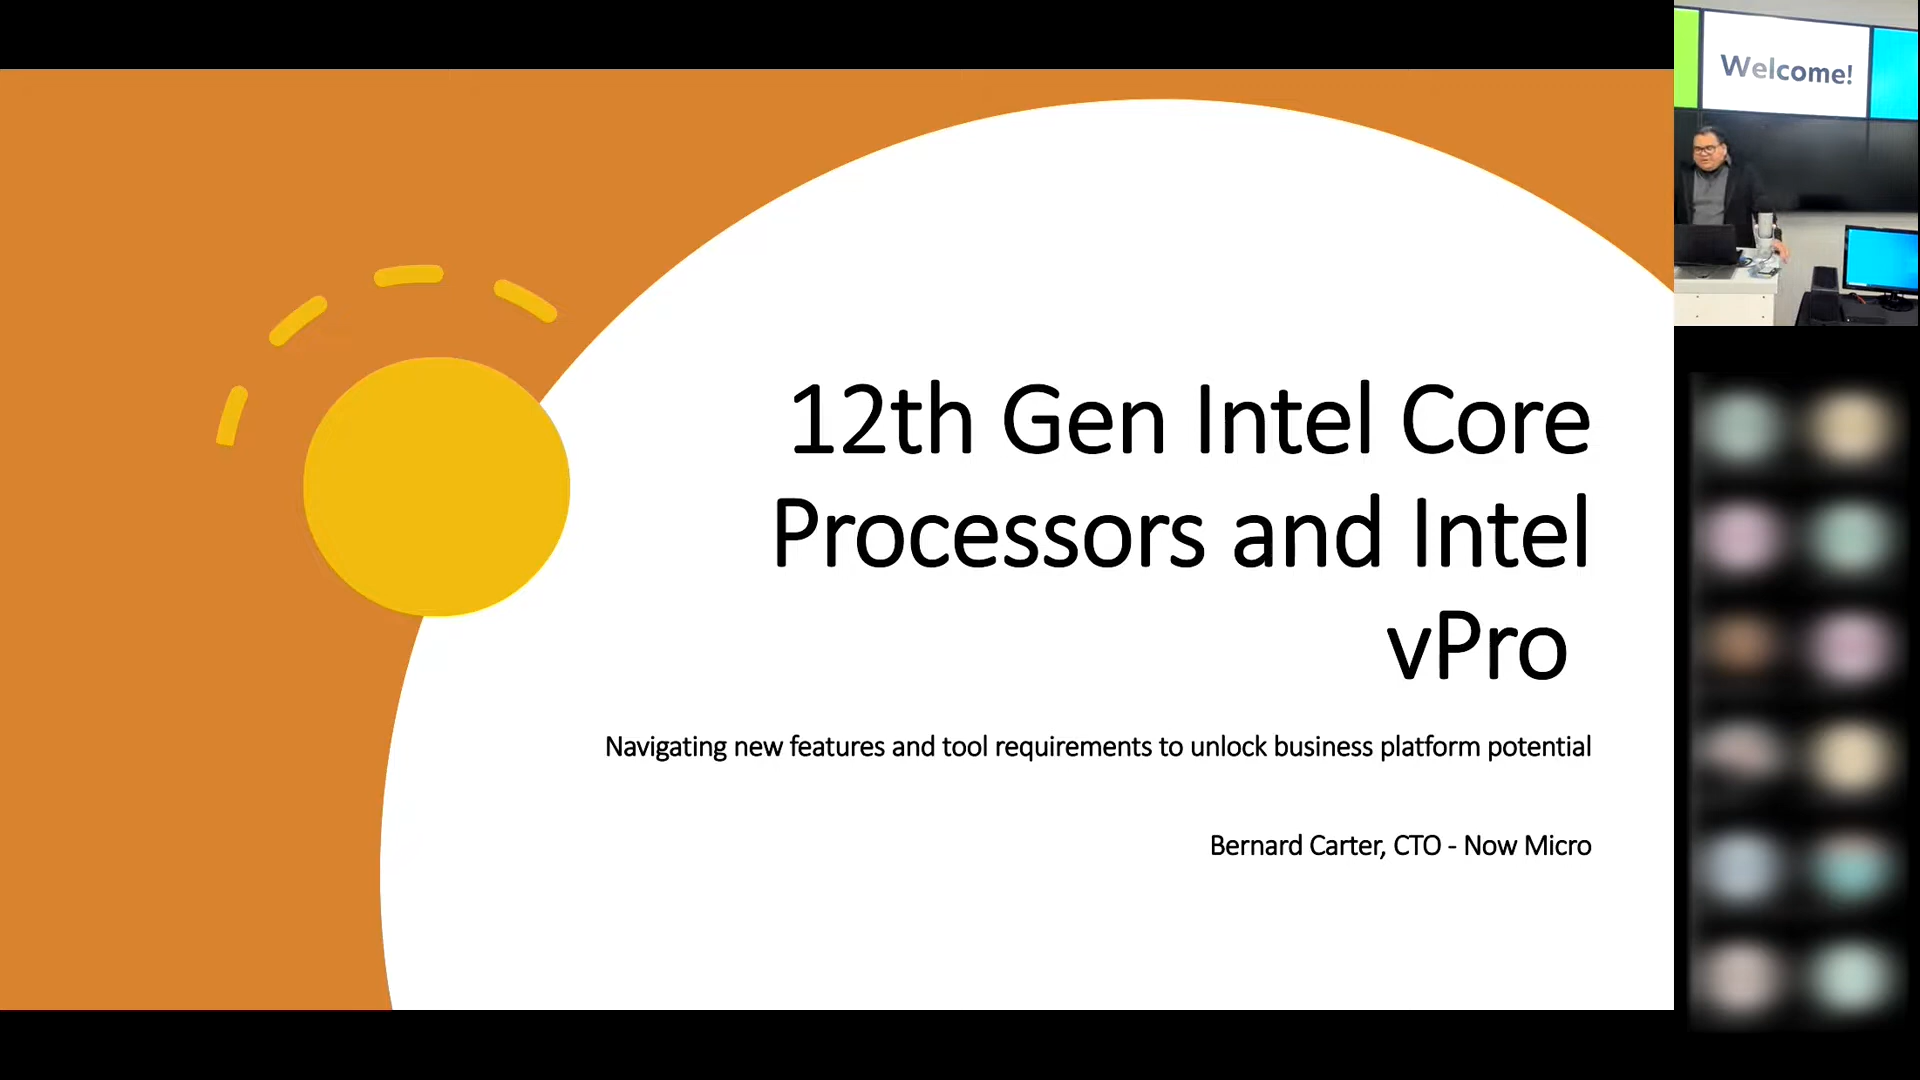 Welcome!
12th Gen Intel Core
Processors and Intel
vPro
Navigating new features and tool requirements to unlock business platform potential
Bernard Carter, CTO - Now Micro